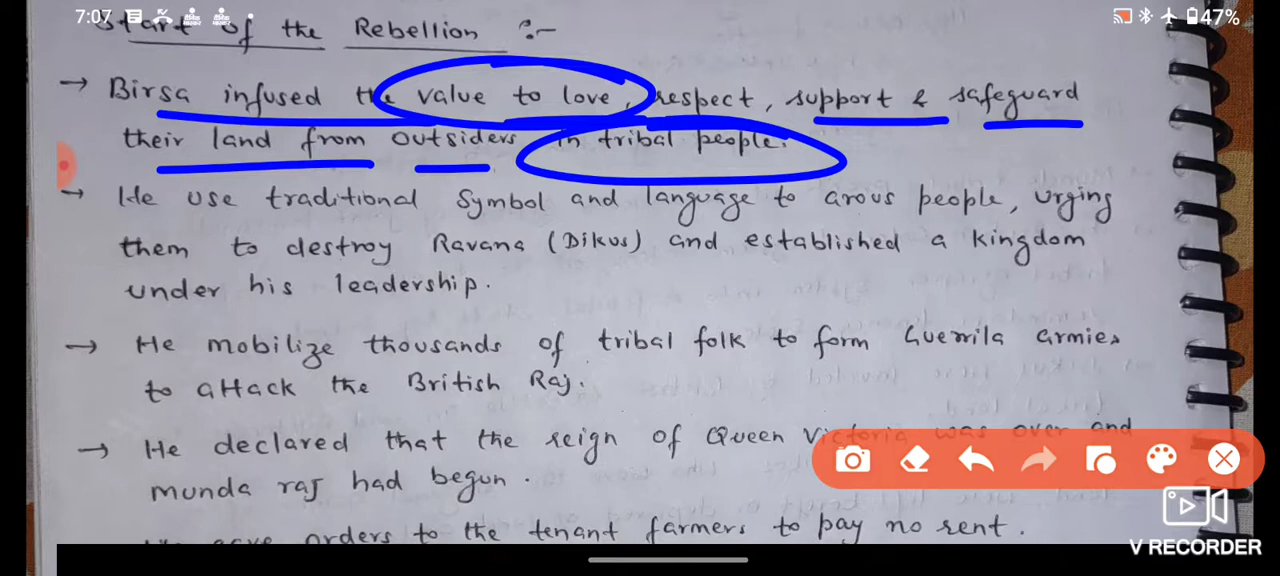 7:07
47%
Start of the Rebellion :-
→ Birsa infused the value to love, respect, support & safeguard
their land from outsiders in tribal people.
→ He use traditional Symbol and language to arous people, urging
them to destroy Ravana (Dikus) and established a kingdom
under his leadership.
→ He mobilize thousands of tribal folk to form Guerrila armies
to attack the British Raj.
→ He declared that the reign of Queen Victoria was over and
munda raj had begun.
orders to the tenant farmers to pay no rent.
V RECORDER